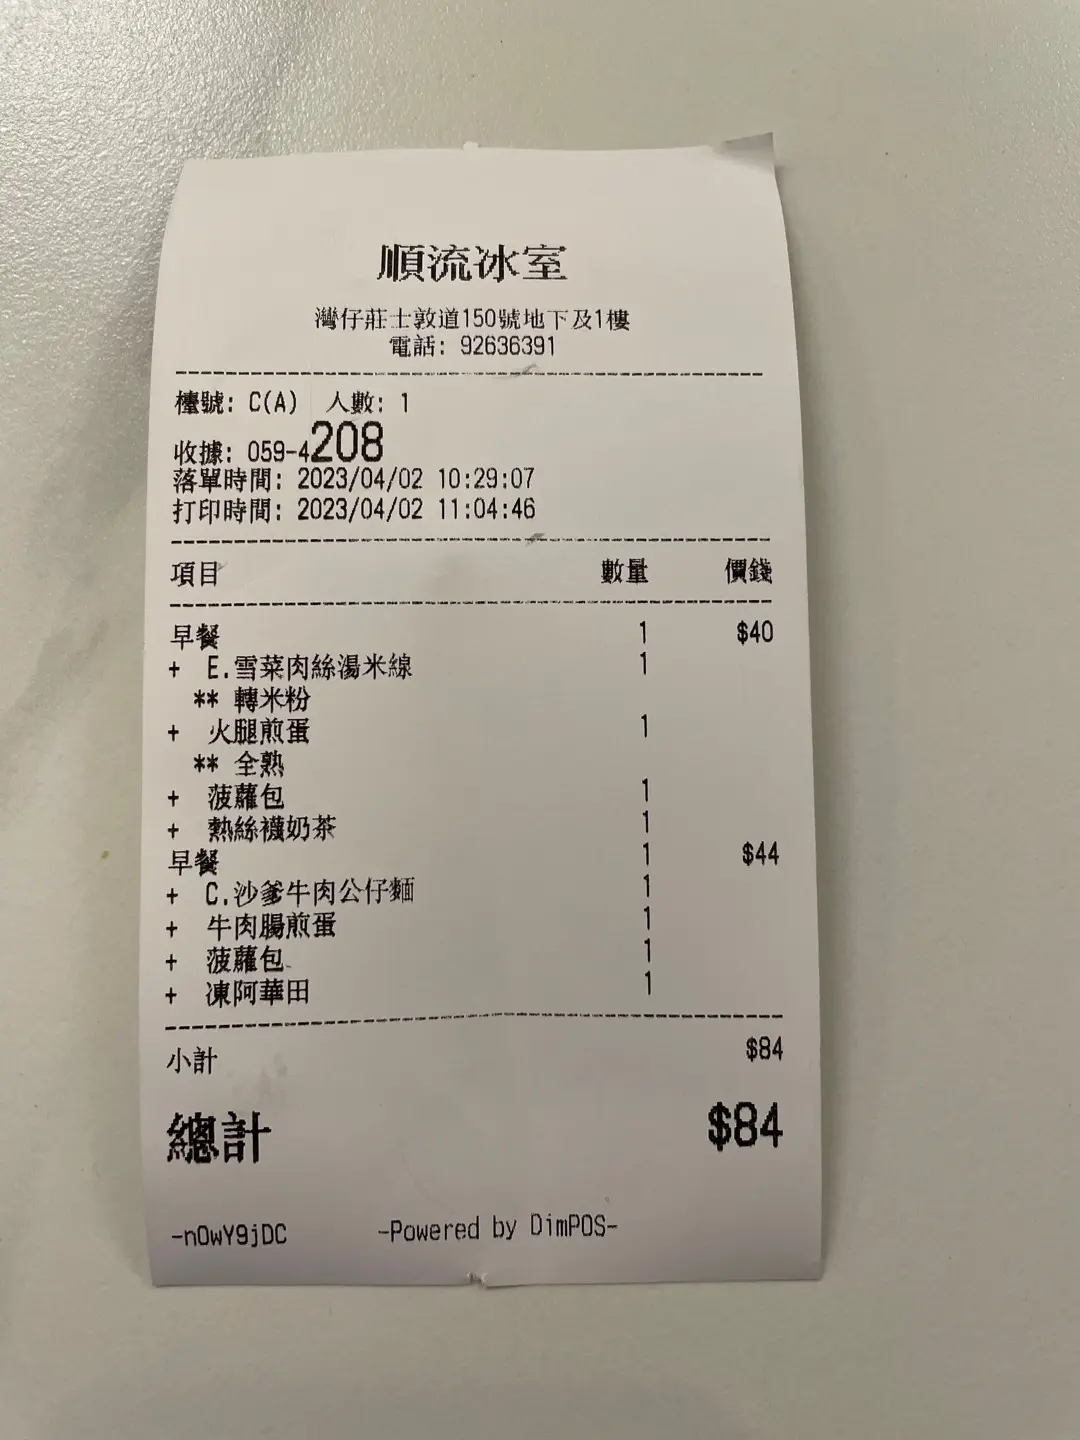 順流冰室
灣仔莊士敦道150號地下及1樓
電話: 92636391
檯號: C(A) 人數: 1
收據: 059-4208
落單時間: 2023/04/02 10:29:07
打印時間: 2023/04/02 11:04:46
項目 數量 價錢
早餐 1 $40
+ E.雪菜肉絲湯米線 1
** 轉米粉
+ 火腿煎蛋 1
** 全熟
+ 菠蘿包 1
+ 熱絲襪奶茶 1
早餐 1 $44
+ C.沙爹牛肉公仔麵 1
+ 牛肉腸煎蛋 1
+ 菠蘿包 1
+ 凍阿華田 1
小計 $84
總計 $84
-nOwY9jDC -Powered by DimPOS-